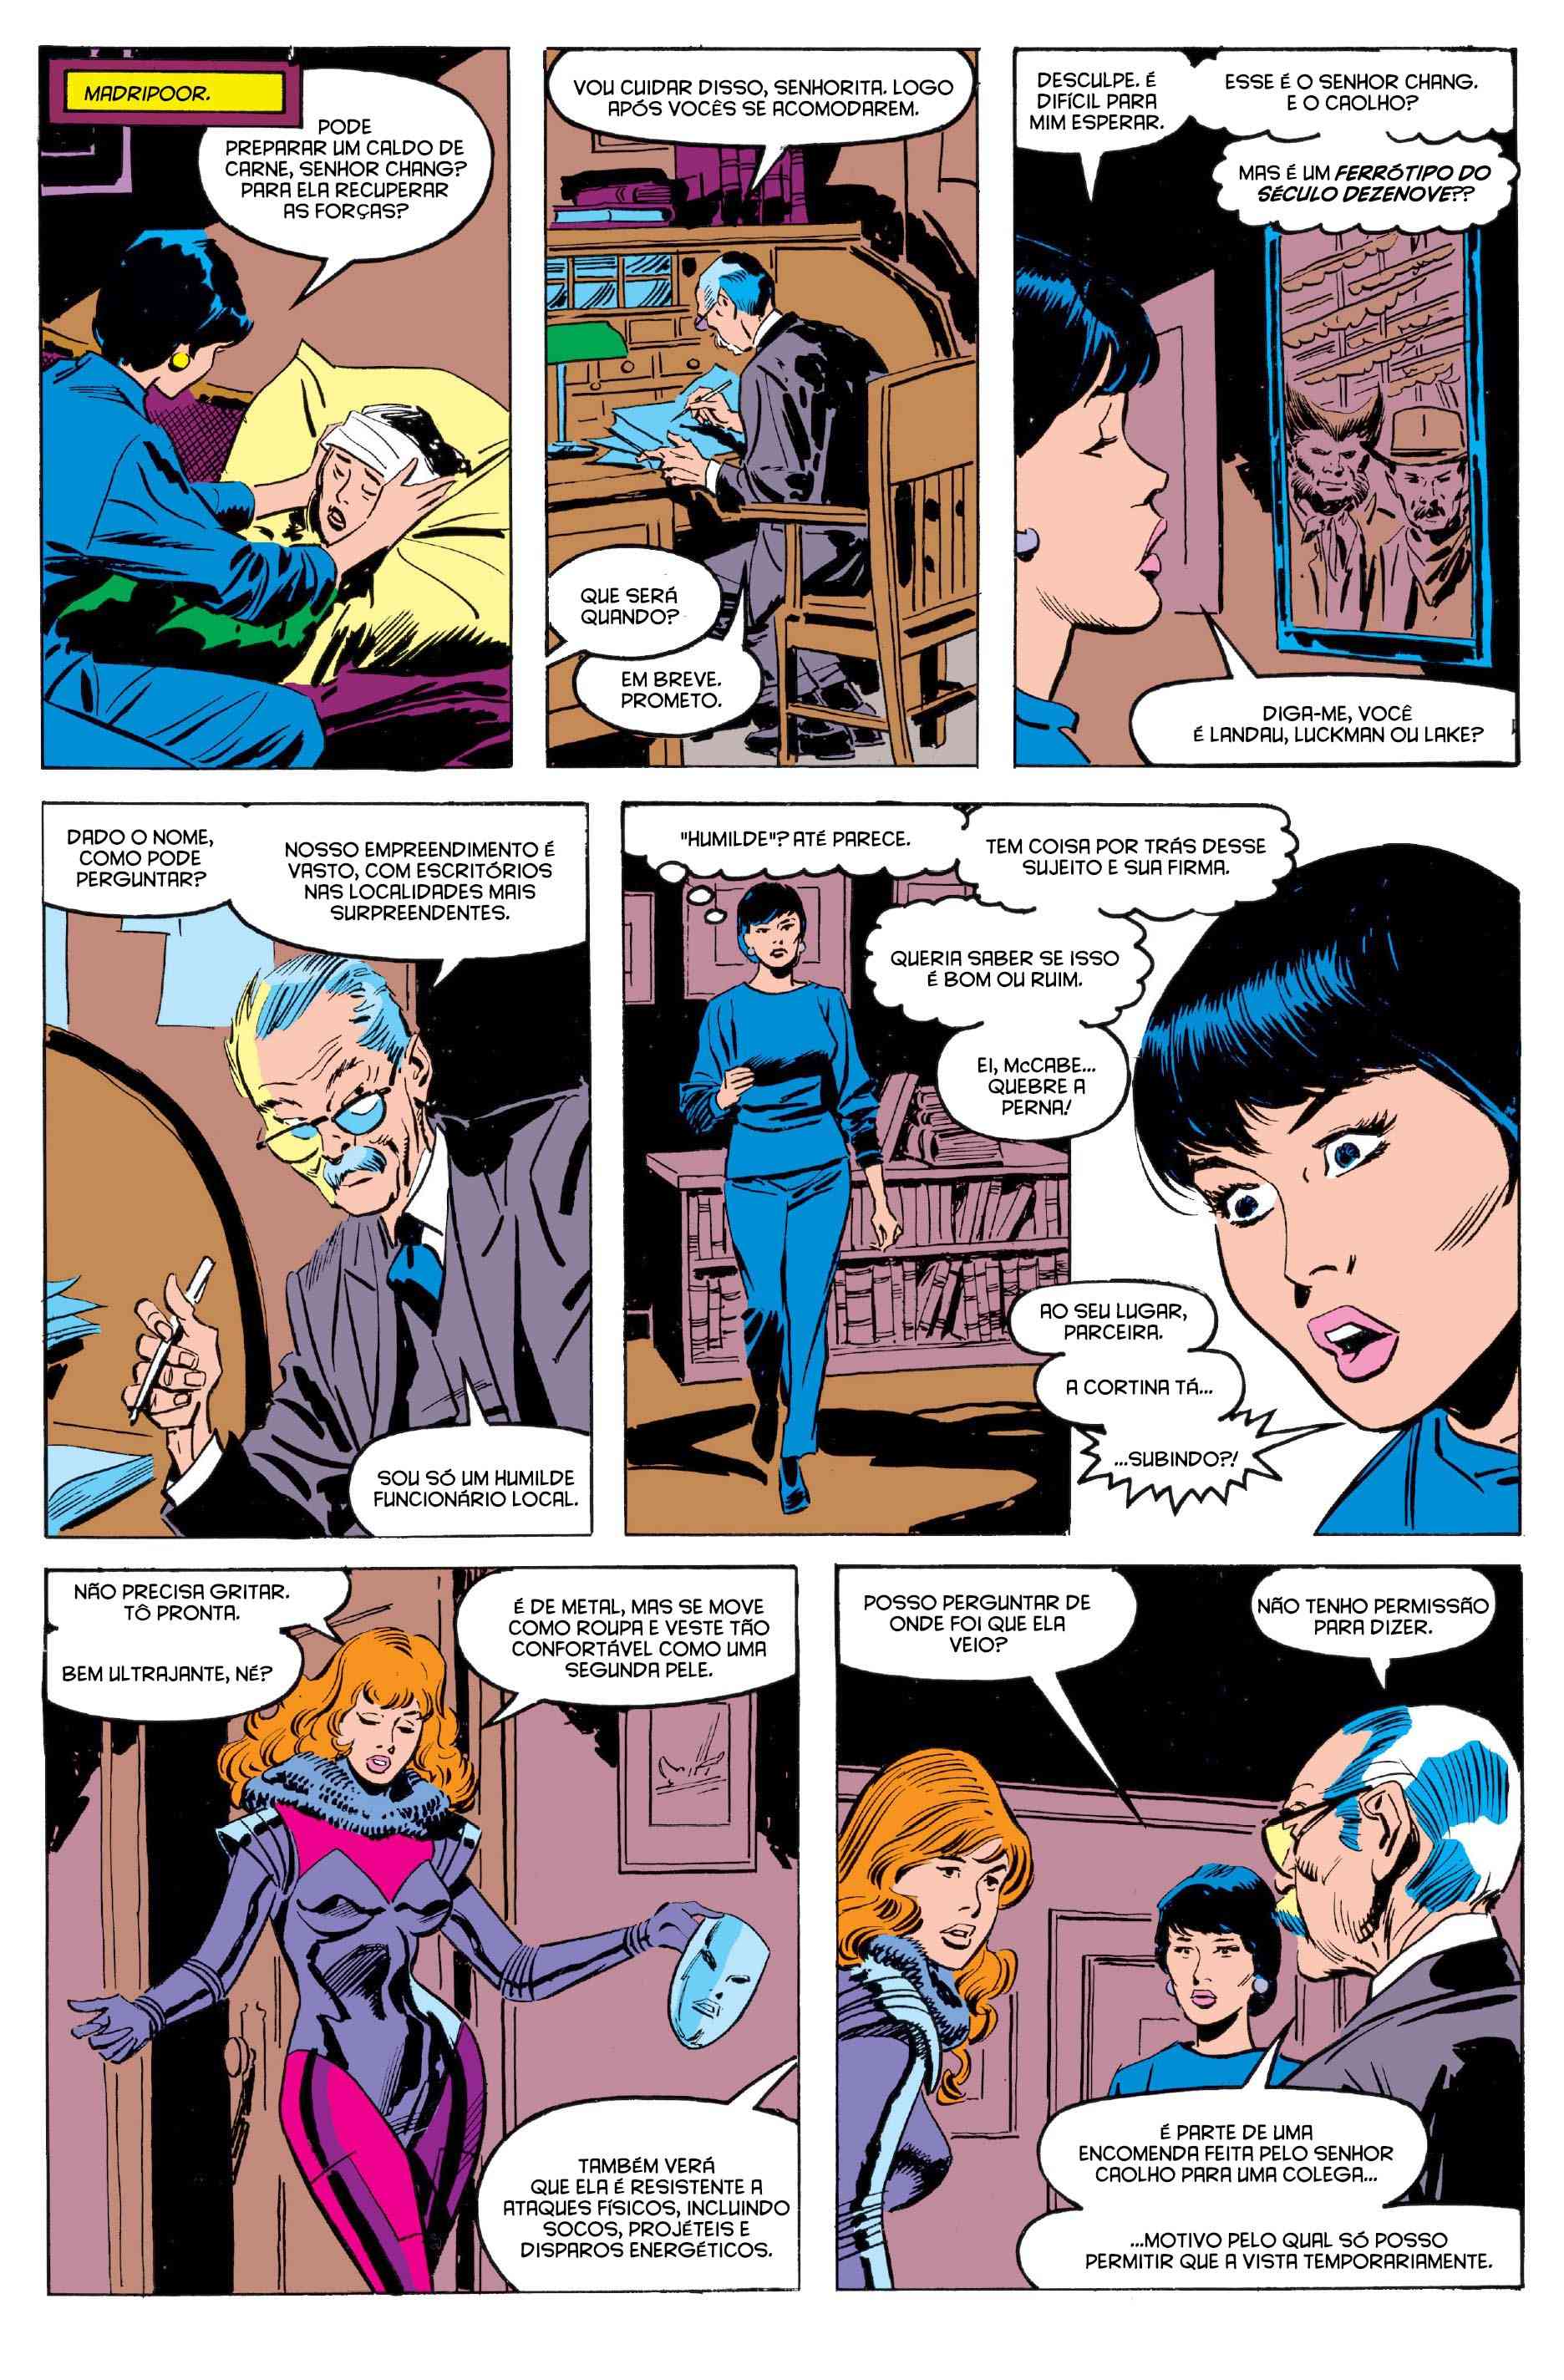 MADRIPOOR.
PODE
PREPARAR UM CALDO DE
CARNE, SENHOR CHANG?
PARA ELA RECUPERAR
AS FORÇAS?
VOU CUIDAR DISSO, SENHORITA. LOGO
APÓS VOCÊS SE ACOMODAREM.
QUE SERÁ
QUANDO?
EM BREVE.
PROMETO.
DESCULPE. É
DIFÍCIL PARA
MIM ESPERAR.
ESSE É O SENHOR CHANG.
E O CAOLHO?
MAS É UM FERRÓTIPO DO
SÉCULO DEZENOVE??
DIGA-ME, VOCÊ
É LANDAU, LUCKMAN OU LAKE?
DADO O NOME,
COMO PODE
PERGUNTAR?
NOSSO EMPREENDIMENTO É
VASTO, COM ESCRITÓRIOS
NAS LOCALIDADES MAIS
SURPREENDENTES.
SOU SÓ UM HUMILDE
FUNCIONÁRIO LOCAL.
"HUMILDE"? ATÉ PARECE.
TEM COISA POR TRÁS DESSE
SUJEITO E SUA FIRMA.
QUERIA SABER SE ISSO
É BOM OU RUIM.
EI, McCABE...
QUEBRE A
PERNA!
AO SEU LUGAR,
PARCEIRA.
A CORTINA TÁ...
...SUBINDO?!
NÃO PRECISA GRITAR.
TÔ PRONTA.
BEM ULTRAJANTE, NÉ?
É DE METAL, MAS SE MOVE
COMO ROUPA E VESTE TÃO
CONFORTÁVEL COMO UMA
SEGUNDA PELE.
TAMBÉM VERÁ
QUE ELA É RESISTENTE A
ATAQUES FÍSICOS, INCLUINDO
SOCOS, PROJÉTEIS E
DISPAROS ENERGÉTICOS.
POSSO PERGUNTAR DE
ONDE FOI QUE ELA
VEIO?
NÃO TENHO PERMISSÃO
PARA DIZER.
É PARTE DE UMA
ENCOMENDA FEITA PELO SENHOR
CAOLHO PARA UMA COLEGA...
...MOTIVO PELO QUAL SÓ POSSO
PERMITIR QUE A VISTA TEMPORARIAMENTE.